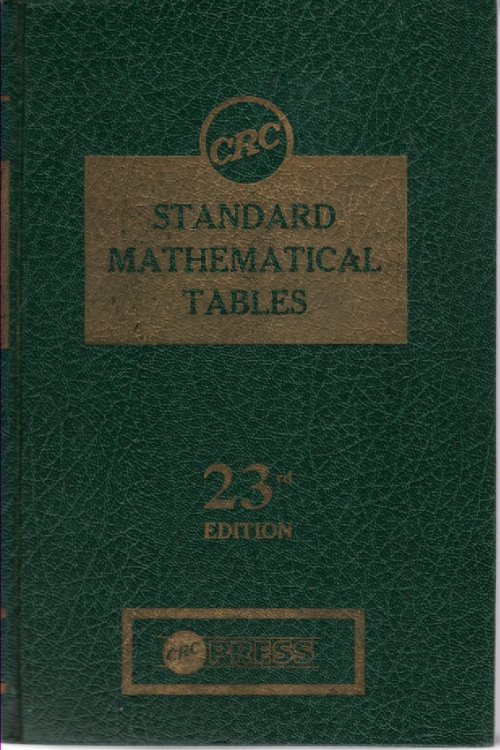 CRC
STANDARD
MATHEMATICAL
TABLES
23rd
EDITION
CRC PRESS